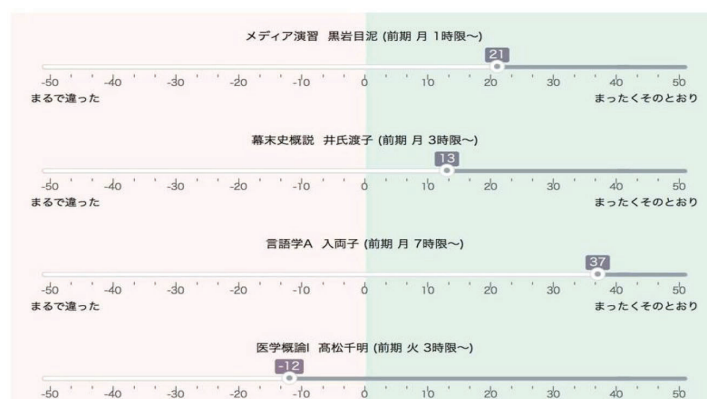 メディア演習 黒岩目泥 (前期 月 1時限〜)
21
-50 -40 -30 -20 -10 0 10 20 30 40 50
まるで違った まったくそのとおり
幕末史概説 井氏渡子 (前期 月 3時限〜)
13
-50 -40 -30 -20 -10 0 10 20 30 40 50
まるで違った まったくそのとおり
言語学A 入両子 (前期 月 7時限〜)
37
-50 -40 -30 -20 -10 0 10 20 30 40 50
まるで違った まったくそのとおり
医学概論I 髙松千明 (前期 火 3時限〜)
-12
-50 -40 -30 -20 -10 0 10 20 30 40 50